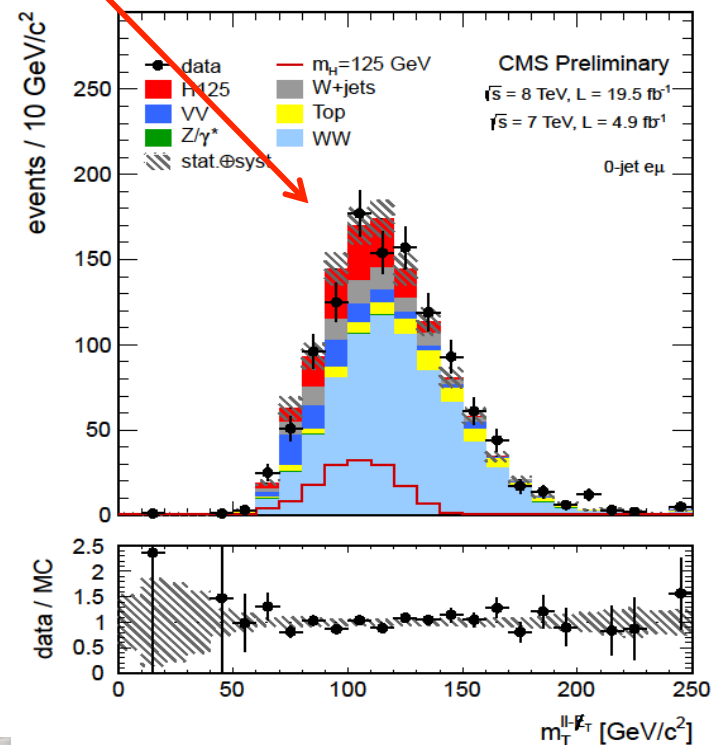 events / 10 GeV/c²
250
200
150
100
50
0
data
m_H=125 GeV
H125
W+jets
VV
Top
Z/γ*
WW
stat.⊕syst.
CMS Preliminary
√s = 8 TeV, L = 19.5 fb⁻¹
√s = 7 TeV, L = 4.9 fb⁻¹
0-jet eμ
data / MC
2.5
2
1.5
1
0.5
0
0 50 100 150 200 250
m_T^ll-E̸_T [GeV/c²]